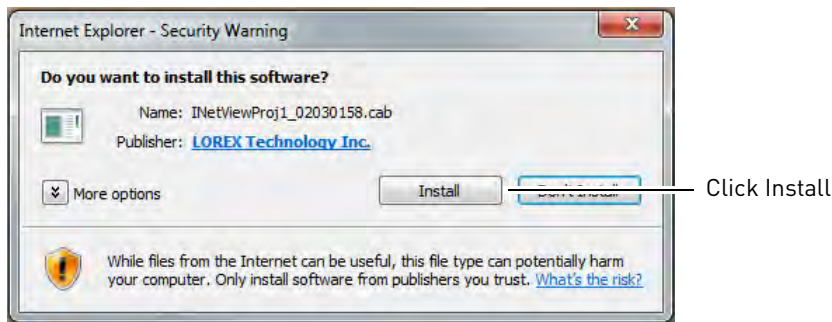 Internet Explorer - Security Warning
Do you want to install this software?
Name: INetViewProj1_02030158.cab
Publisher: LOREX Technology Inc.
More options
Install
Don't Install
Click Install
While files from the Internet can be useful, this file type can potentially harm
your computer. Only install software from publishers you trust. What's the risk?